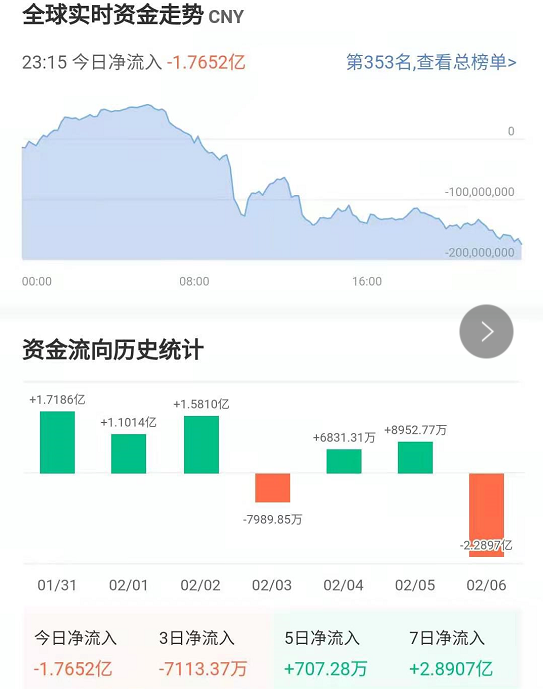 全球实时资金走势 CNY
23:15 今日净流入 -1.7652亿 第353名,查看总榜单>
0
-100,000,000
-200,000,000
00:00 08:00 16:00
资金流向历史统计
+1.7186亿 +1.1014亿 +1.5810亿 -7989.85万 +6831.31万 +8952.77万 -2.2897亿
01/31 02/01 02/02 02/03 02/04 02/05 02/06
今日净流入 3日净流入 5日净流入 7日净流入
-1.7652亿 -7113.37万 +707.28万 +2.8907亿